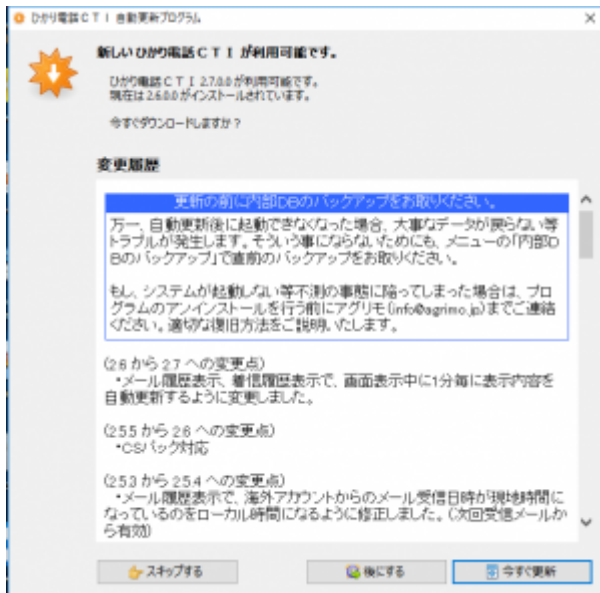 ひかり電話ＣＴＩ 自動更新プログラム
新しいひかり電話ＣＴＩ が利用可能です。
ひかり電話ＣＴＩ 2.7.0.0 が利用可能です。
現在は 2.6.0.0 がインストールされています。
今すぐダウンロードしますか？
変更履歴
更新の前に内部DBのバックアップをお取りください。
万一、自動更新後に起動できなくなった場合、大事なデータが戻らない等
トラブルが発生します。そういう事にならないためにも、メニューの「内部D
Bのバックアップ」で直前のバックアップをお取りください。
もし、システムが起動しない等不測の事態に陥ってしまった場合は、プロ
グラムのアンインストールを行う前にアグリモ(info@agrimo.jp)までご連絡
ください。適切な復旧方法をご説明いたします。
(2.6 から 2.7 への変更点)
・メール履歴表示、着信履歴表示で、画面表示中に1分毎に表示内容を
自動更新するように変更しました。
(2.5.5 から 2.6 への変更点)
・CSパック対応
(2.5.3 から 2.5.4 への変更点)
・メール履歴表示で、海外アカウントからのメール受信日時が現地時間に
なっているのをローカル時間になるように修正しました。(次回受信メールか
ら有効)
スキップする
後にする
今すぐ更新